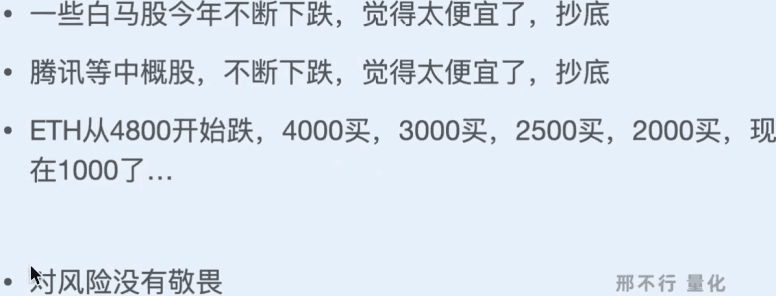 • 一些白马股今年不断下跌，觉得太便宜了，抄底
• 腾讯等中概股，不断下跌，觉得太便宜了，抄底
• ETH从4800开始跌，4000买，3000买，2500买，2000买，现
在1000了…
• 对风险没有敬畏
邢不行 量化